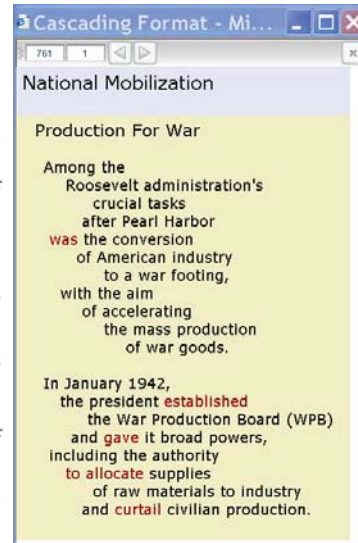 Cascading Format - Mi...
761 1
National Mobilization
Production For War
Among the
Roosevelt administration's
crucial tasks
after Pearl Harbor
was the conversion
of American industry
to a war footing,
with the aim
of accelerating
the mass production
of war goods.
In January 1942,
the president established
the War Production Board (WPB)
and gave it broad powers,
including the authority
to allocate supplies
of raw materials to industry
and curtail civilian production.